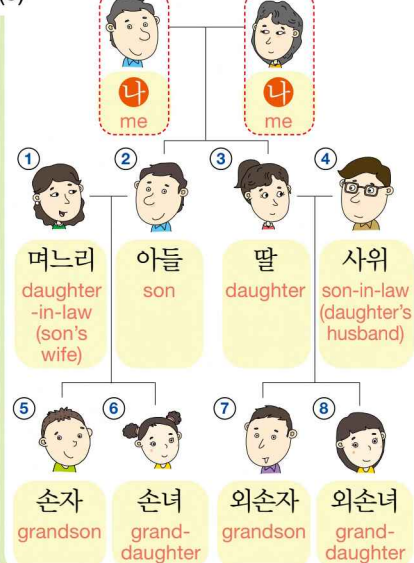 나 나
me me
① ② ③ ④
며느리 아들 딸 사위
daughter son daughter son-in-law
-in-law (daughter's
(son's husband)
wife)
⑤ ⑥ ⑦ ⑧
손자 손녀 외손자 외손녀
grandson grand- grandson grand-
daughter daughter